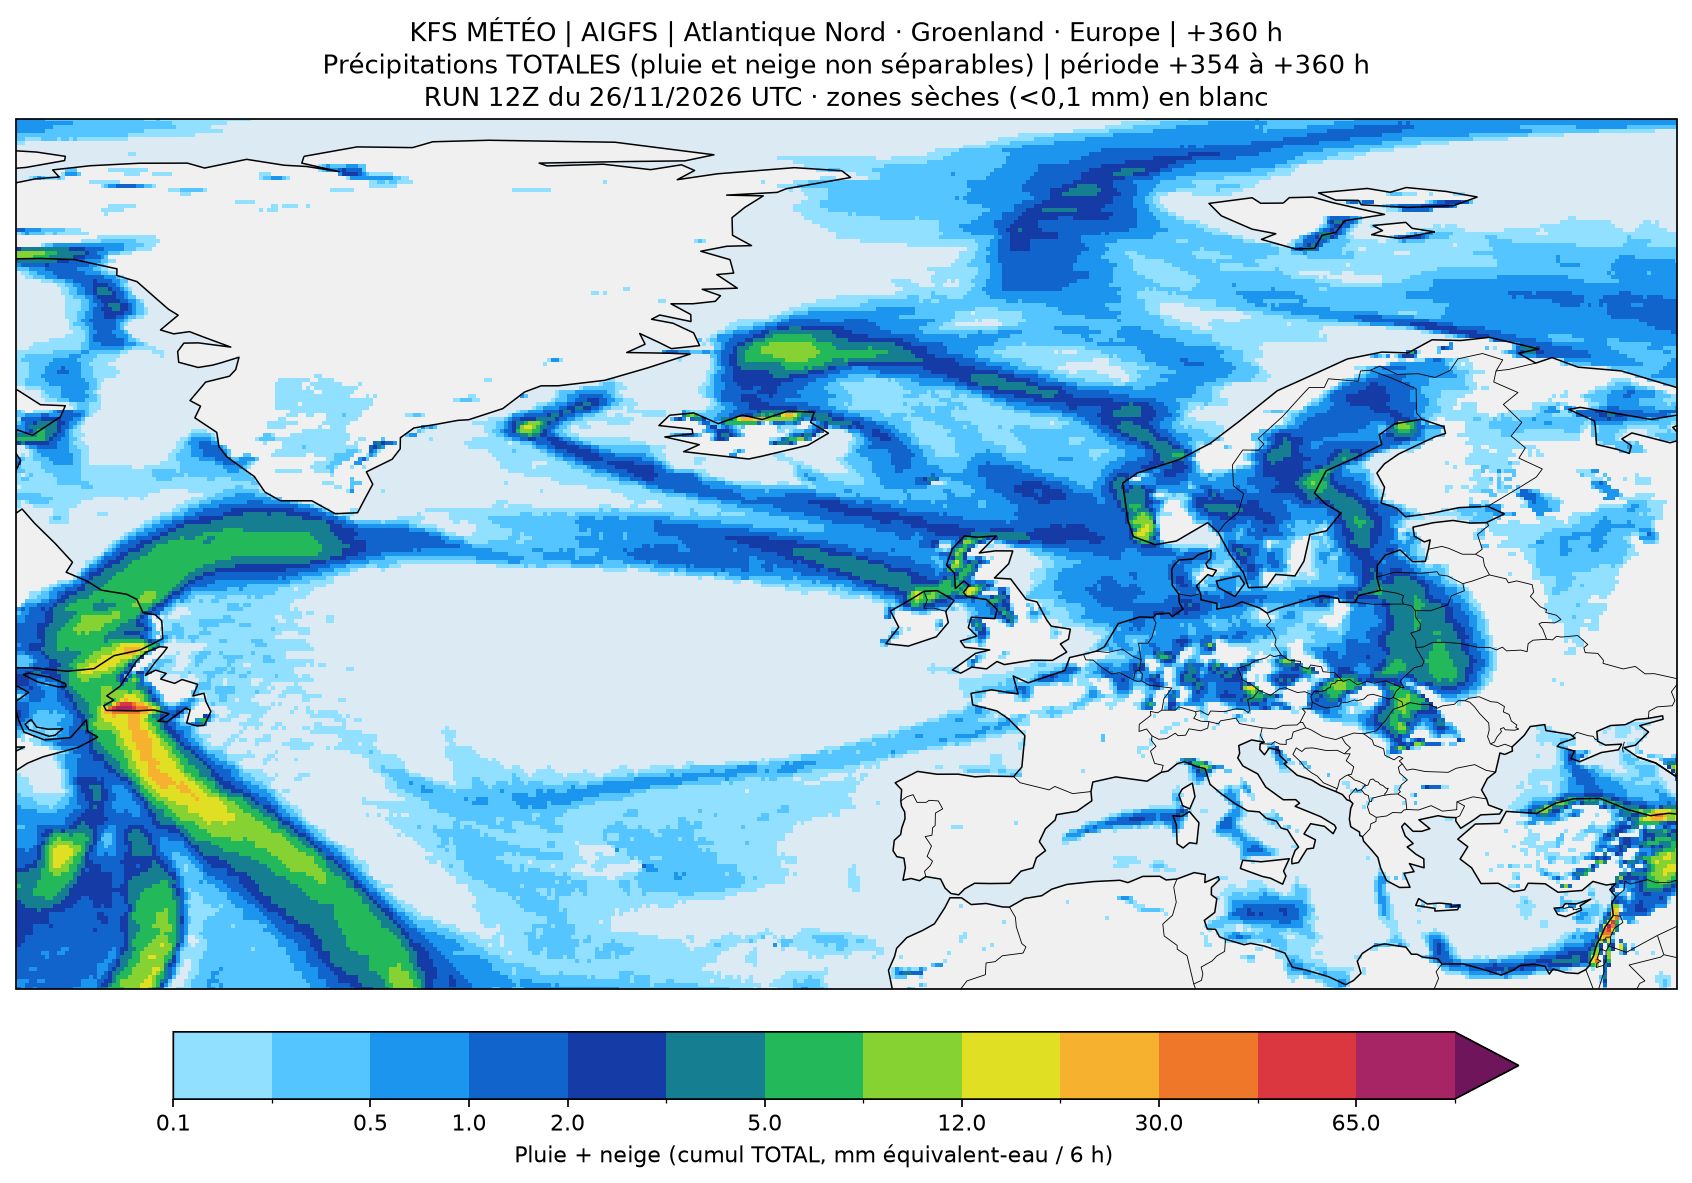 KFS MÉTÉO | AIGFS | Atlantique Nord · Groenland · Europe | +360 h
Précipitations TOTALES (pluie et neige non séparables) | période +354 à +360 h
RUN 12Z du 26/11/2026 UTC · zones sèches (<0,1 mm) en blanc
0.1 0.5 1.0 2.0 5.0 12.0 30.0 65.0
Pluie + neige (cumul TOTAL, mm équivalent-eau / 6 h)